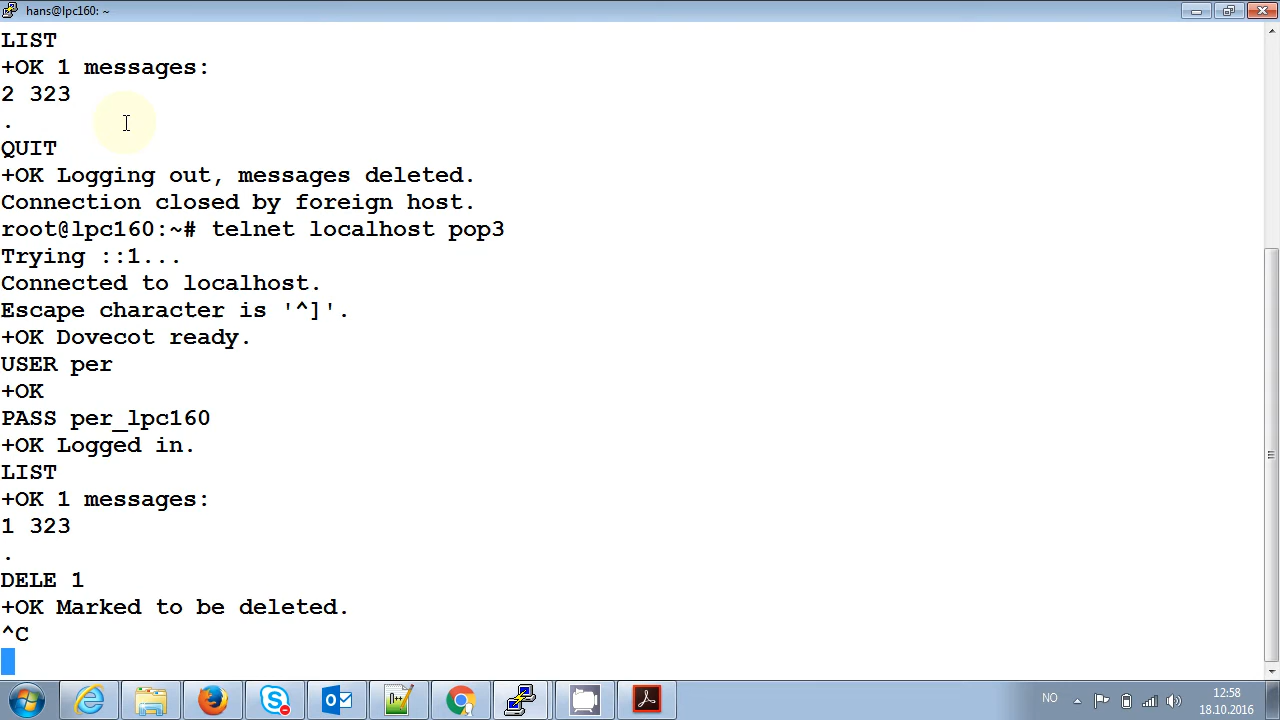 hans@lpc160: ~
LIST
+OK 1 messages:
2 323
.
QUIT
+OK Logging out, messages deleted.
Connection closed by foreign host.
root@lpc160:~# telnet localhost pop3
Trying ::1...
Connected to localhost.
Escape character is '^]'.
+OK Dovecot ready.
USER per
+OK
PASS per_lpc160
+OK Logged in.
LIST
+OK 1 messages:
1 323
.
DELE 1
+OK Marked to be deleted.
^C
NO
12:58
18.10.2016